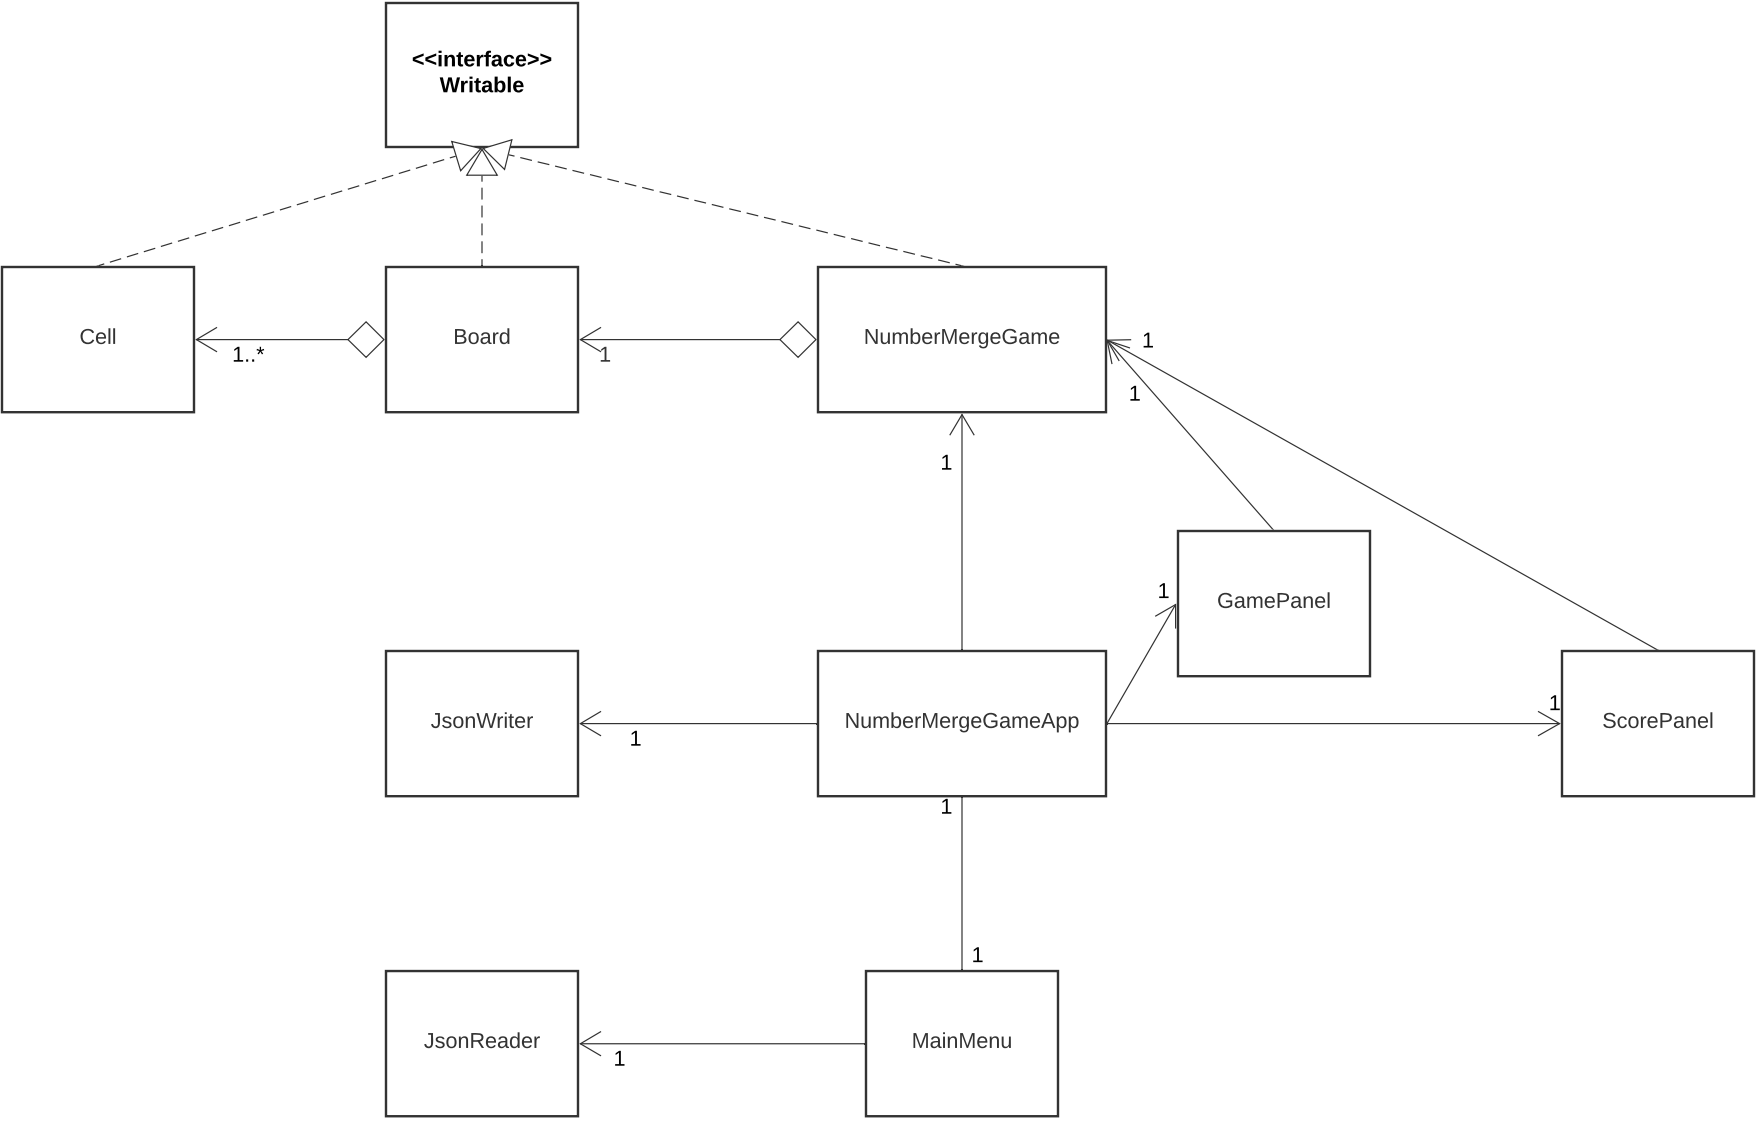 <<interface>>
Writable
Cell
1..*
Board
1
NumberMergeGame
1
1
1
GamePanel
1
JsonWriter
1
NumberMergeGameApp
1
ScorePanel
1
1
JsonReader
1
MainMenu